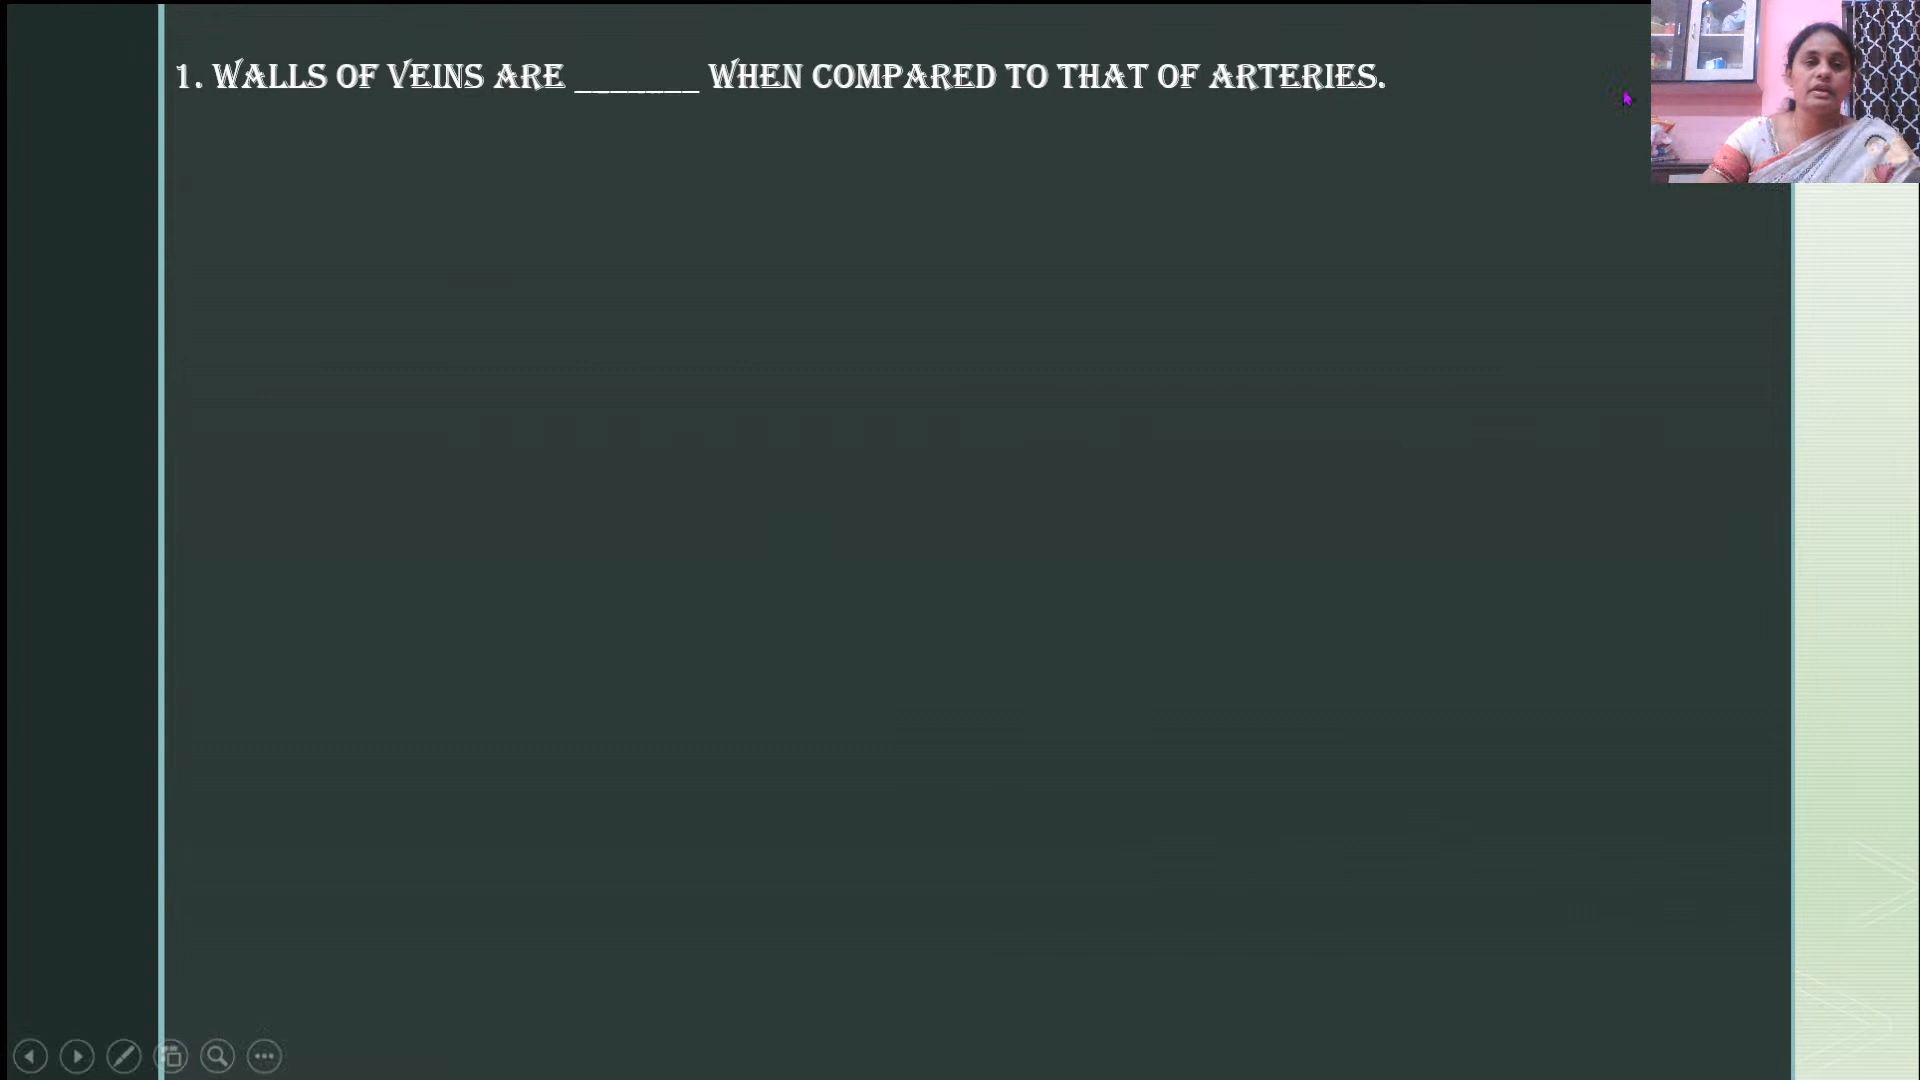 1. WALLS OF VEINS ARE _______ WHEN COMPARED TO THAT OF ARTERIES.